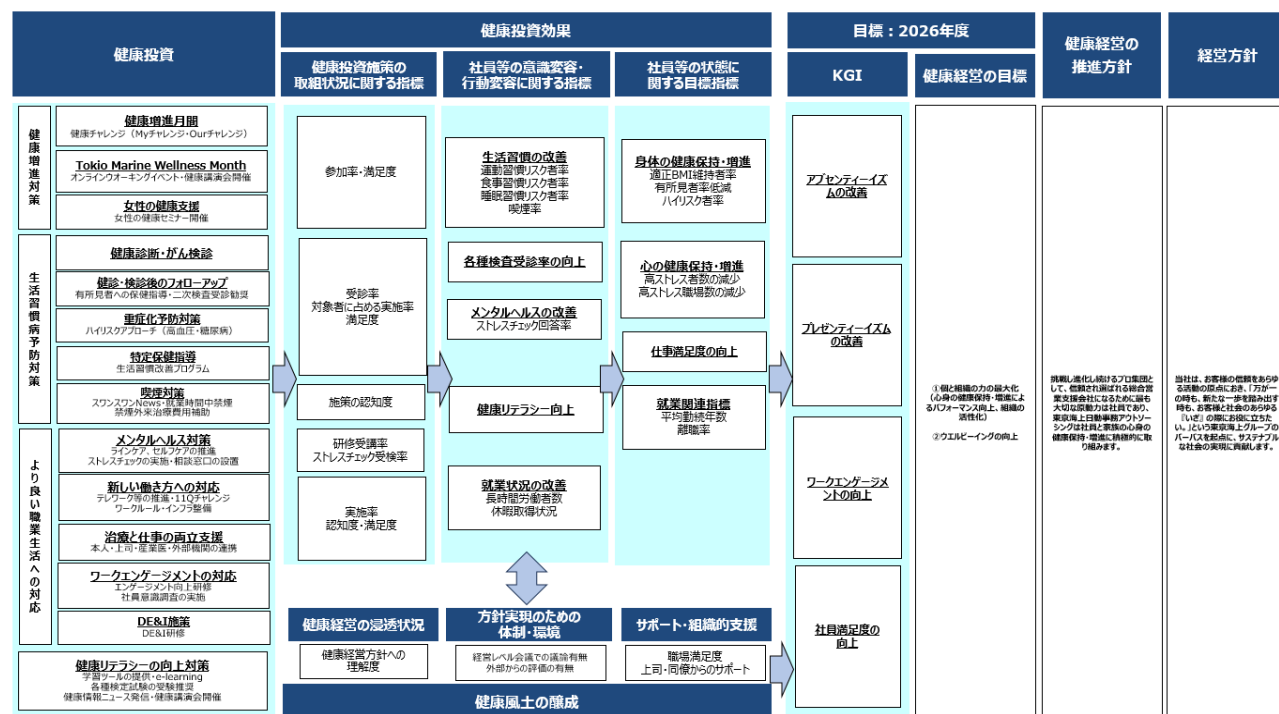 健康投資
健康投資効果
目標：2026年度
健康経営の
推進方針
経営方針
健康投資施策の
取組状況に関する指標
社員等の意識変容・
行動変容に関する指標
社員等の状態に
関する目標指標
KGI
健康経営の目標
健康増進対策
健康増進月間
健康チャレンジ（Myチャレンジ・Ourチャレンジ）
Tokio Marine Wellness Month
オンラインウオーキングイベント・健康講演会開催
女性の健康支援
女性の健康セミナー開催
生活習慣病予防対策
健康診断・がん検診
健診・検診後のフォローアップ
有所見者への保健指導・二次検査受診勧奨
重症化予防対策
ハイリスクアプローチ（高血圧・糖尿病）
特定保健指導
生活習慣改善プログラム
喫煙対策
スワンスワンNews・就業時間中禁煙
禁煙外来治療費用補助
より良い職業生活への対応
メンタルヘルス対策
ラインケア、セルフケアの推進
ストレスチェックの実施・相談窓口の設置
新しい働き方への対応
テレワーク等の推進・11Qチャレンジ
ワークルール・インフラ整備
治療と仕事の両立支援
本人・上司・産業医・外部機関の連携
ワークエンゲージメントの対応
エンゲージメント向上研修
社員意識調査の実施
DE&I施策
DE&I研修
健康リテラシーの向上対策
学習ツールの提供・e-learning
各種検定試験の受験推奨
健康情報ニュース発信・健康講演会開催
参加率・満足度
受診率
対象者に占める実施率
満足度
施策の認知度
研修受講率
ストレスチェック受検率
実施率
認知度・満足度
生活習慣の改善
運動習慣リスク者率
食事習慣リスク者率
睡眠習慣リスク者率
喫煙率
各種検査受診率の向上
メンタルヘルスの改善
ストレスチェック回答率
健康リテラシー向上
就業状況の改善
長時間労働者数
休暇取得状況
身体の健康保持・増進
適正BMI維持者率
有所見者率低減
ハイリスク者率
心の健康保持・増進
高ストレス者数の減少
高ストレス職場数の減少
仕事満足度の向上
就業関連指標
平均勤続年数
離職率
健康経営の浸透状況
健康経営方針への
理解度
方針実現のための
体制・環境
経営レベル会議での議論有無
外部からの評価の有無
サポート・組織的支援
職場満足度
上司・同僚からのサポート
健康風土の醸成
アブセンティーイズ
ムの改善
プレゼンティーイズム
の改善
ワークエンゲージメ
ントの向上
社員満足度の
向上
①個と組織の力の最大化
（心身の健康保持・増進によ
るパフォーマンス向上、組織の
活性化）
②ウエルビーイングの向上
挑戦し進化し続けるプロ集団と
して、信頼され選ばれる総合営
業支援会社になるために最も
大切な原動力は社員であり、
東京海上日動事務アウトソー
シングは社員と家族の心身の
健康保持・増進に積極的に取
り組みます。
当社は、お客様の信頼をあらゆ
る活動の原点におき、「万が一
の時も、新たな一歩を踏み出す
時も、お客様と社会のあらゆる
『いざ』の際にお役に立ちた
い。」という東京海上グループの
パーパスを起点に、サステナブル
な社会の実現に貢献します。